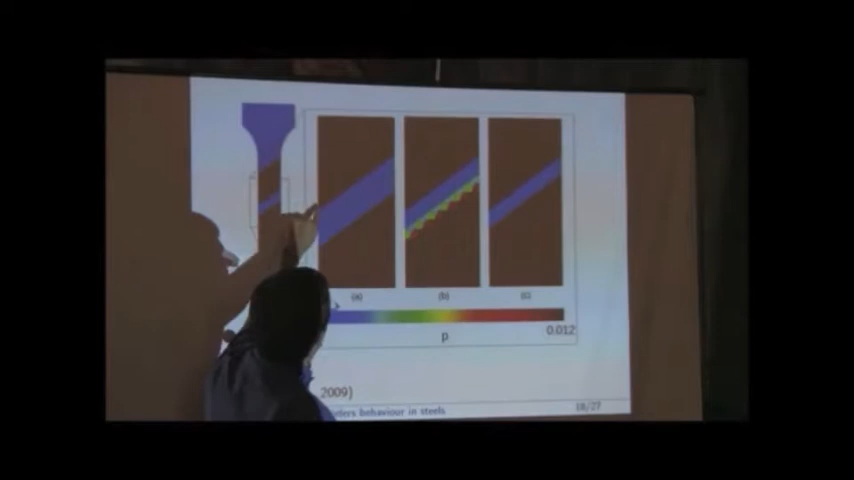 (a) (b) (c)
0.012
p
2009)
ders behaviour in steels 18/27